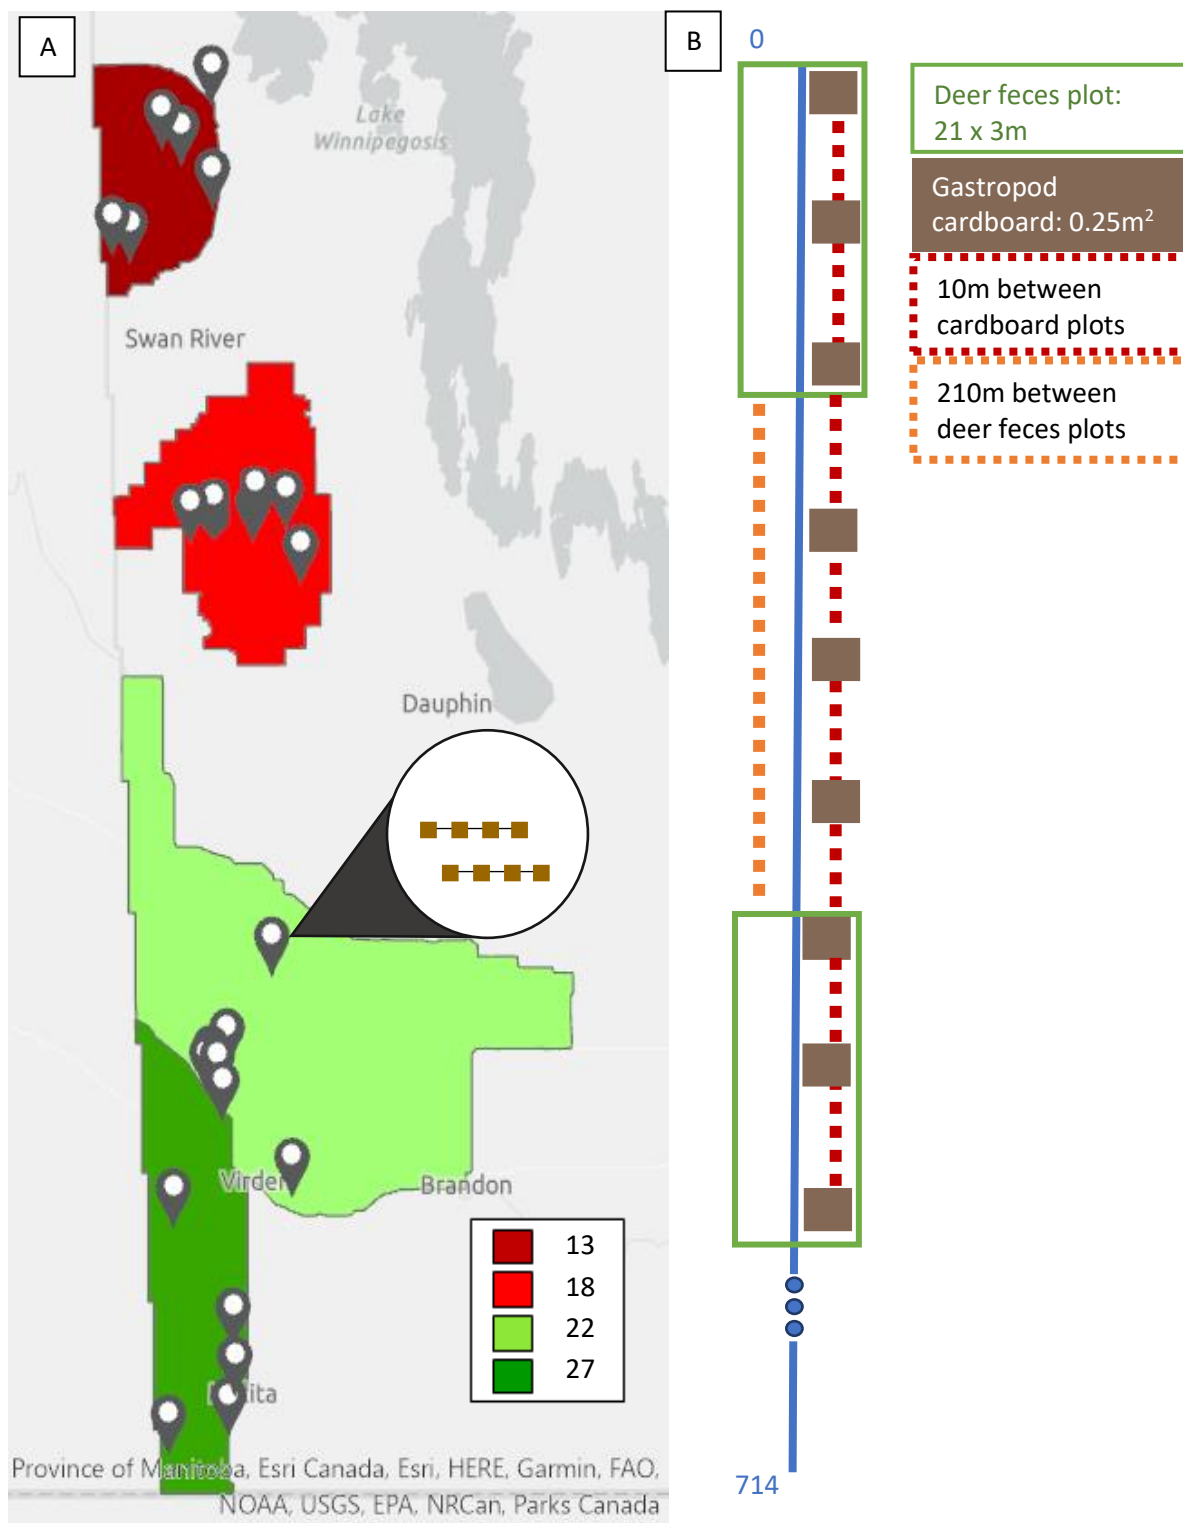 A
Lake
Winnipegosis
Swan River
Dauphin
Virden
Brandon
13
18
22
27
Province of Manitoba, Esri Canada, Esri, HERE, Garmin, FAO,
NOAA, USGS, EPA, NRCan, Parks Canada
B
0
714
Deer feces plot:
21 x 3m
Gastropod
cardboard: 0.25m²
10m between
cardboard plots
210m between
deer feces plots